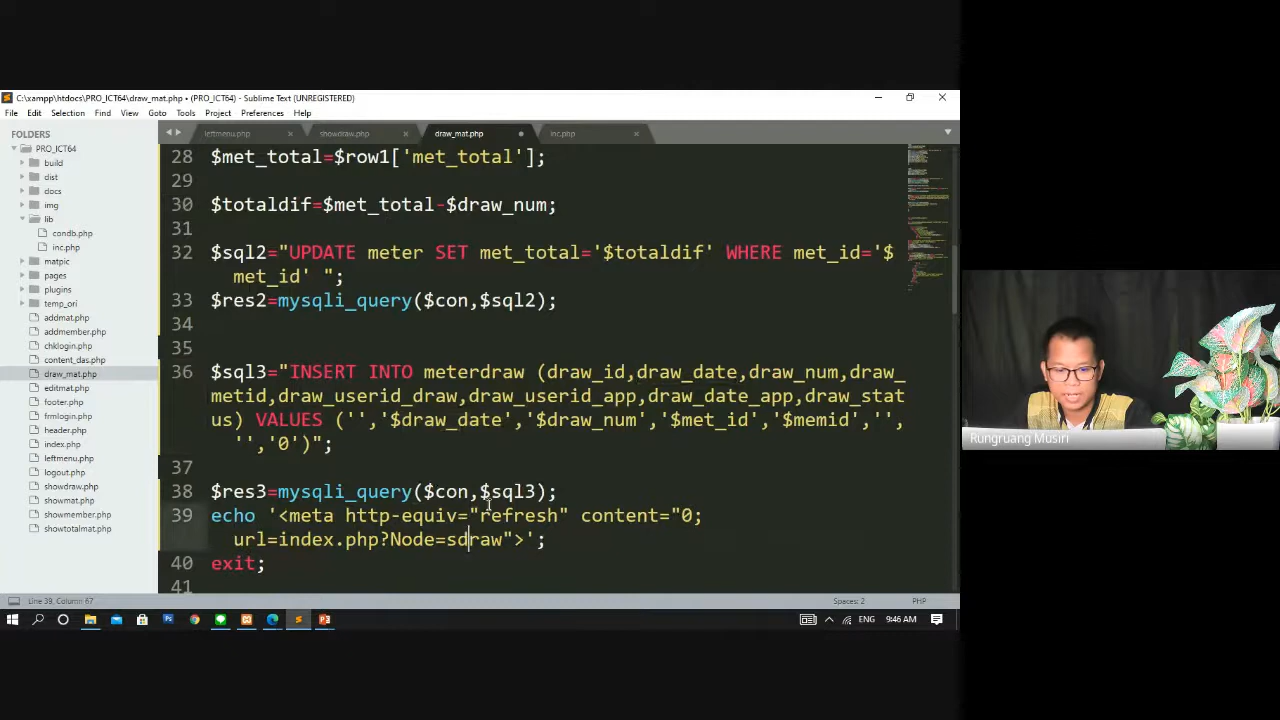 C:\xampp\htdocs\PRO_ICT64\draw_mat.php • (PRO_ICT64) - Sublime Text (UNREGISTERED)
File Edit Selection Find View Goto Tools Project Preferences Help
FOLDERS
PRO_ICT64
build
dist
docs
img
lib
condb.php
inc.php
matpic
pages
plugins
temp_ori
addmat.php
addmember.php
chklogin.php
content_das.php
draw_mat.php
editmat.php
footer.php
frmlogin.php
header.php
index.php
leftmenu.php
logout.php
showdraw.php
showmat.php
showmember.php
showtotalmat.php
leftmenu.php showdraw.php draw_mat.php inc.php
28 $met_total=$row1['met_total'];
29
30 $totaldif=$met_total-$draw_num;
31
32 $sql2="UPDATE meter SET met_total='$totaldif' WHERE met_id='$
met_id' ";
33 $res2=mysqli_query($con,$sql2);
34
35
36 $sql3="INSERT INTO meterdraw (draw_id,draw_date,draw_num,draw_
metid,draw_userid_draw,draw_userid_app,draw_date_app,draw_stat
us) VALUES ('','$draw_date','$draw_num','$met_id','$memid','',
'','0')";
37
38 $res3=mysqli_query($con,$sql3);
39 echo '<meta http-equiv="refresh" content="0;
url=index.php?Node=sdraw">';
40 exit;
41
Line 39, Column 67 Spaces: 2 PHP
ENG 9:46 AM
Rungruang Musiri